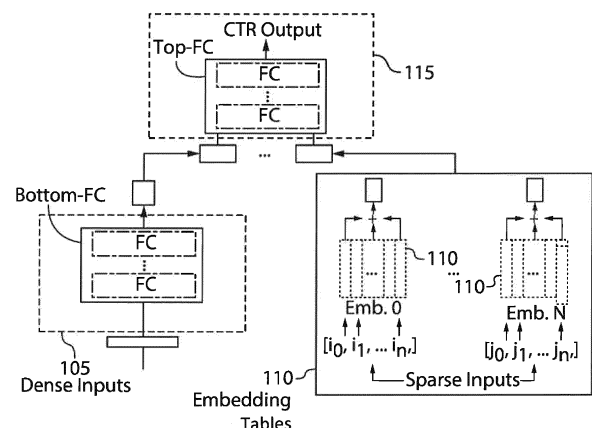 CTR Output
Top-FC
FC
FC
115
...
Bottom-FC
FC
FC
105
Dense Inputs
110
...
...
...
110
Emb. 0
Emb. N
[i0, i1, ... in,]
[j0, j1, ... jn,]
110
Sparse Inputs
Embedding
Tables